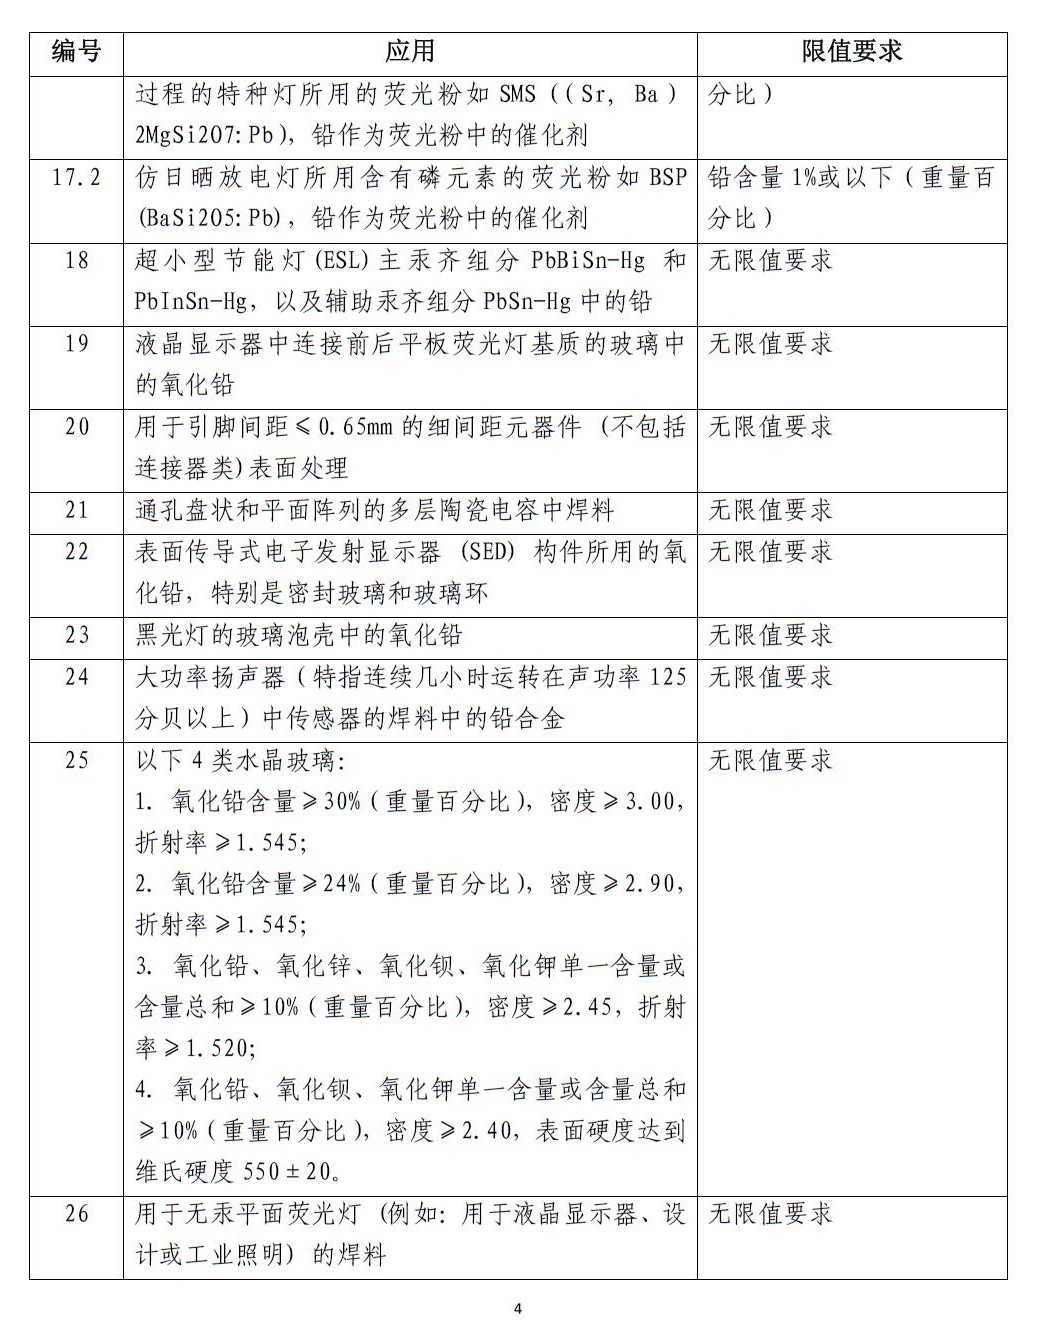 编号 应用 限值要求
过程的特种灯所用的荧光粉如 SMS（（Sr, Ba） 分比）
2MgSi2O7:Pb），铅作为荧光粉中的催化剂
17.2 仿日晒放电灯所用含有磷元素的荧光粉如 BSP 铅含量 1%或以下（重量百
(BaSi2O5:Pb)，铅作为荧光粉中的催化剂 分比）
18 超小型节能灯(ESL)主汞齐组分 PbBiSn-Hg 和 无限值要求
PbInSn-Hg，以及辅助汞齐组分 PbSn-Hg 中的铅
19 液晶显示器中连接前后平板荧光灯基质的玻璃中 无限值要求
的氧化铅
20 用于引脚间距≤0.65mm 的细间距元器件 (不包括 无限值要求
连接器类)表面处理
21 通孔盘状和平面阵列的多层陶瓷电容中焊料 无限值要求
22 表面传导式电子发射显示器 (SED) 构件所用的氧 无限值要求
化铅，特别是密封玻璃和玻璃环
23 黑光灯的玻璃泡壳中的氧化铅 无限值要求
24 大功率扬声器（特指连续几小时运转在声功率 125 无限值要求
分贝以上）中传感器的焊料中的铅合金
25 以下 4 类水晶玻璃： 无限值要求
1. 氧化铅含量≥30%（重量百分比），密度≥3.00，
折射率≥1.545；
2. 氧化铅含量≥24%（重量百分比），密度≥2.90，
折射率≥1.545；
3. 氧化铅、氧化锌、氧化钡、氧化钾单一含量或
含量总和≥10%（重量百分比），密度≥2.45，折射
率≥1.520；
4. 氧化铅、氧化钡、氧化钾单一含量或含量总和
≥10%（重量百分比），密度≥2.40，表面硬度达到
维氏硬度 550±20。
26 用于无汞平面荧光灯 (例如：用于液晶显示器、设 无限值要求
计或工业照明) 的焊料
4